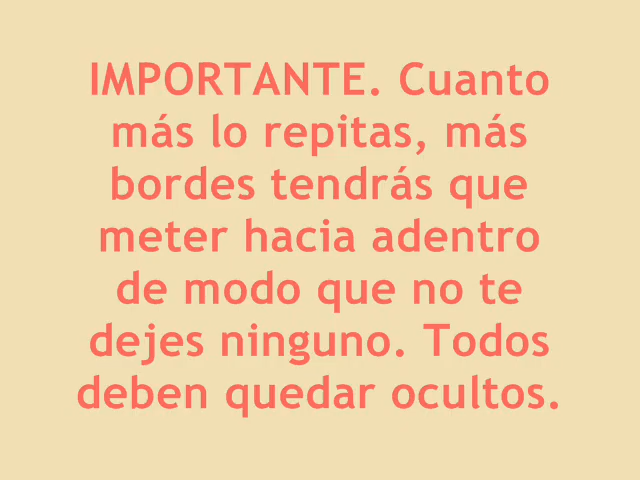 IMPORTANTE. Cuanto
más lo repitas, más
bordes tendrás que
meter hacia adentro
de modo que no te
dejes ninguno. Todos
deben quedar ocultos.